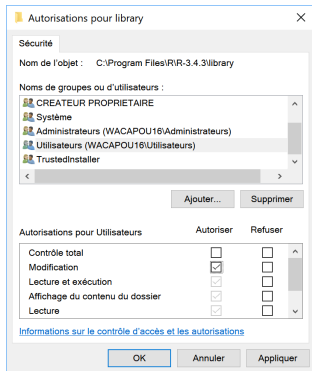 Autorisations pour library
Sécurité
Nom de l'objet : C:\Program Files\R\R-3.4.3\library
Noms de groupes ou d'utilisateurs :
CREATEUR PROPRIETAIRE
Système
Administrateurs (WACAPOU16\Administrateurs)
Utilisateurs (WACAPOU16\Utilisateurs)
TrustedInstaller
Ajouter... Supprimer
Autorisations pour Utilisateurs Autoriser Refuser
Contrôle total
Modification
Lecture et exécution
Affichage du contenu du dossier
Lecture
Informations sur le contrôle d'accès et les autorisations
OK Annuler Appliquer